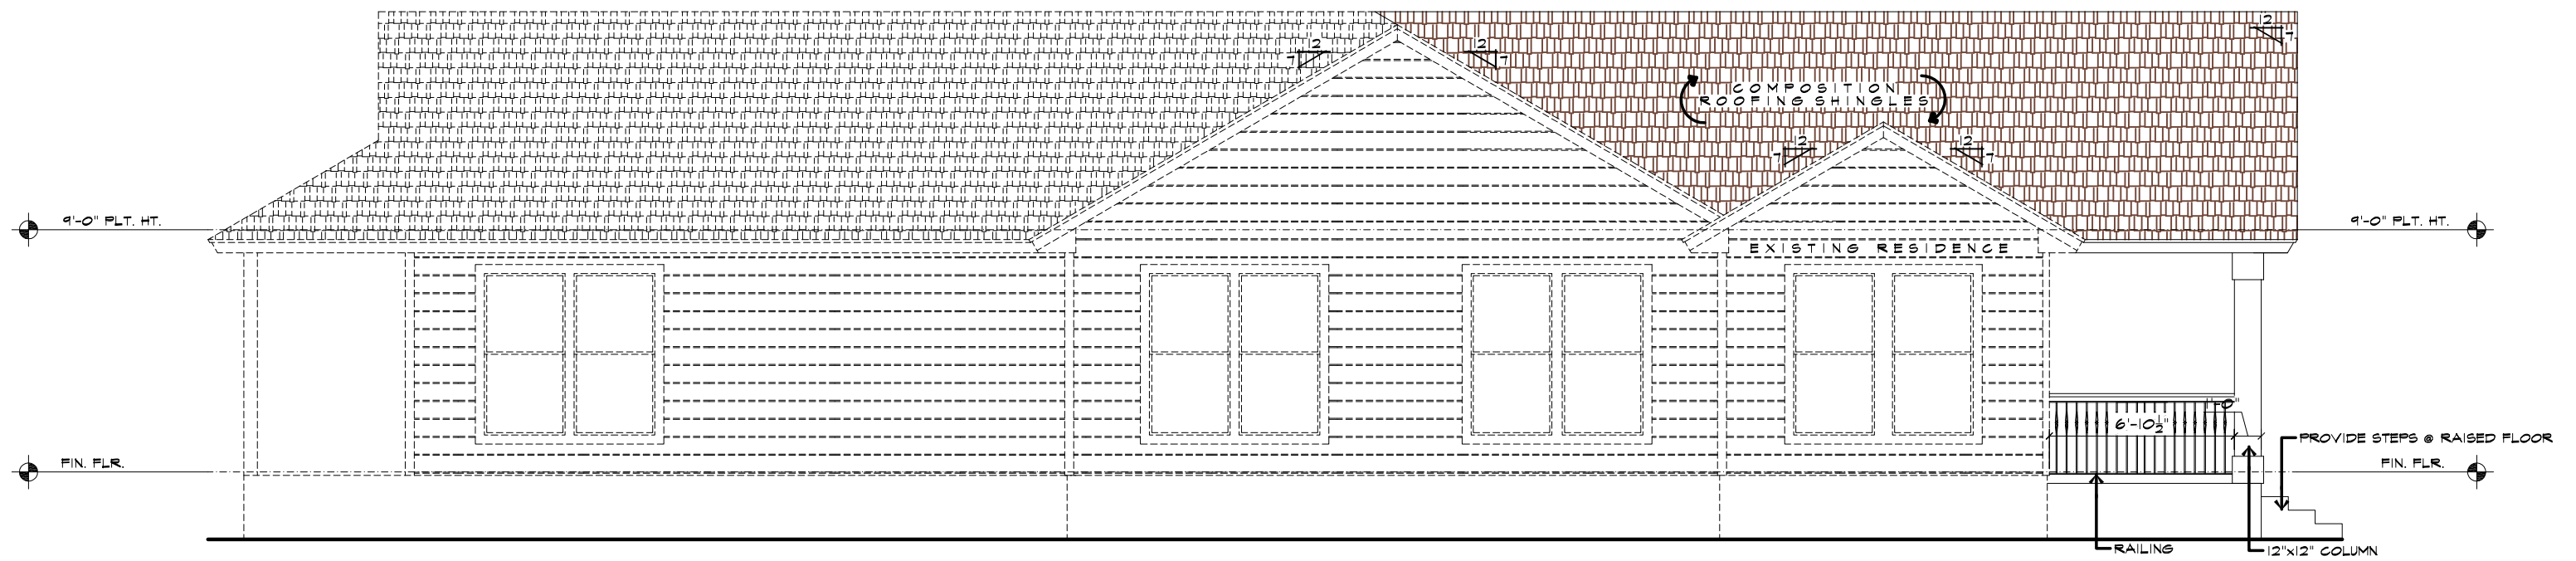 12
7
12
7
12
7
COMPOSITION
ROOFING SHINGLES
12
7
12
7
9'-0" PLT. HT.
9'-0" PLT. HT.
EXISTING RESIDENCE
1'-0"
6'-10½"
PROVIDE STEPS @ RAISED FLOOR
FIN. FLR.
FIN. FLR.
RAILING
12"x12" COLUMN